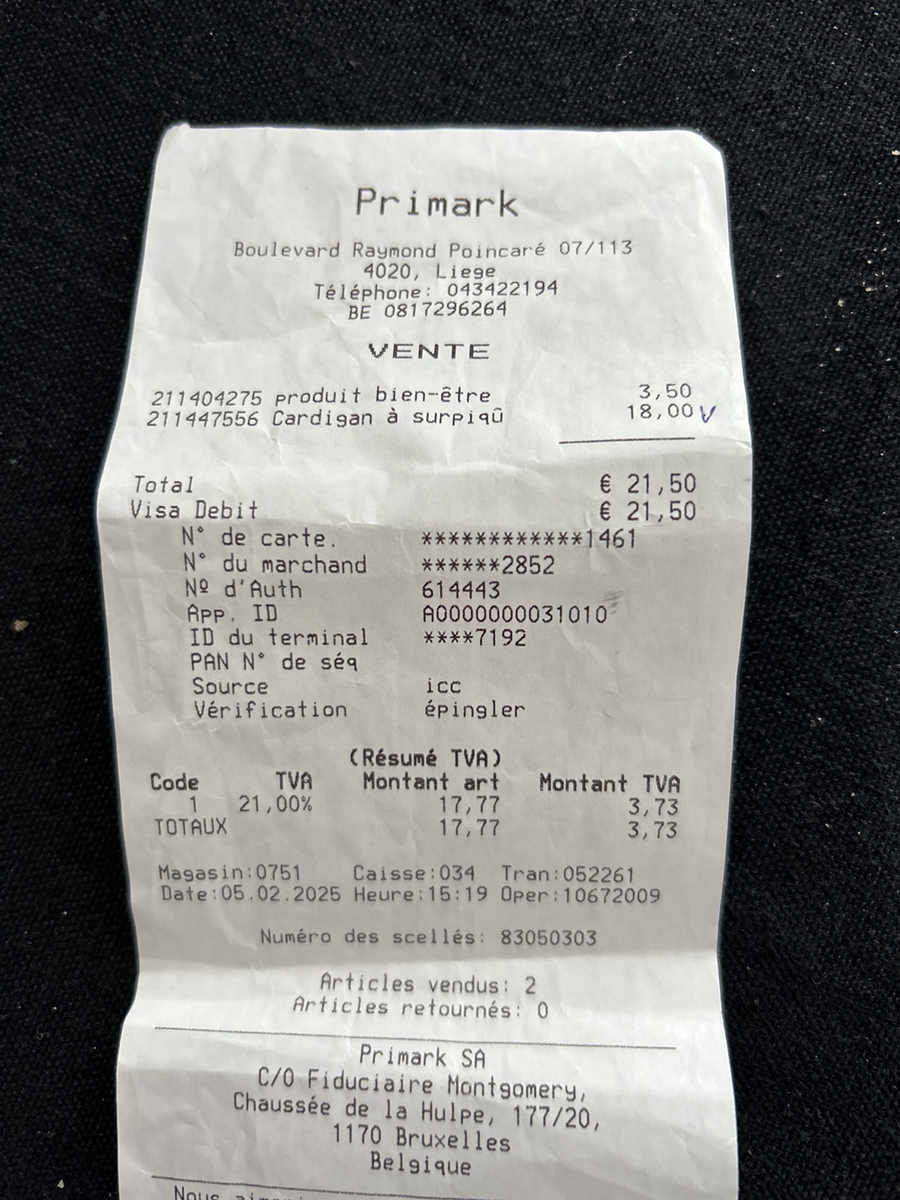 Primark
Boulevard Raymond Poincaré 07/113
4020, Liege
Téléphone: 043422194
BE 0817296264
VENTE
211404275 produit bien-être 3,50
211447556 Cardigan à surpiqû 18,00 V
Total € 21,50
Visa Debit € 21,50
N° de carte. ************1461
N° du marchand ******2852
Nº d'Auth 614443
App. ID A0000000031010
ID du terminal ****7192
PAN N° de séq
Source icc
Vérification épingler
(Résumé TVA)
Code TVA Montant art Montant TVA
1 21,00% 17,77 3,73
TOTAUX 17,77 3,73
Magasin:0751 Caisse:034 Tran:052261
Date:05.02.2025 Heure:15:19 Oper:10672009
Numéro des scellés: 83050303
Articles vendus: 2
Articles retournés: 0
Primark SA
C/O Fiduciaire Montgomery,
Chaussée de la Hulpe, 177/20,
1170 Bruxelles
Belgique
Nous